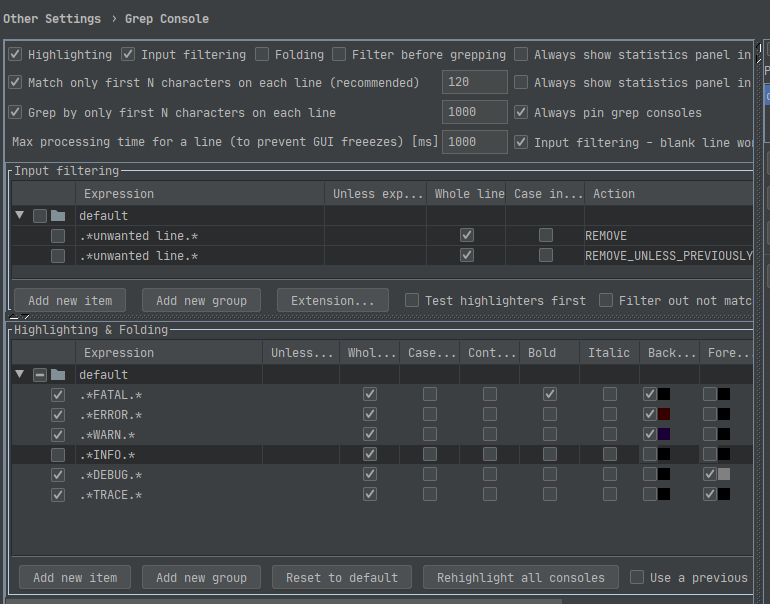 Other Settings › Grep Console
Highlighting Input filtering Folding Filter before grepping Always show statistics panel in
Match only first N characters on each line (recommended) 120 Always show statistics panel in
Grep by only first N characters on each line 1000 Always pin grep consoles
Max processing time for a line (to prevent GUI freeezes) [ms] 1000 Input filtering - blank line wor
Input filtering
Expression Unless exp... Whole line Case in... Action
default
.*unwanted line.* REMOVE
.*unwanted line.* REMOVE_UNLESS_PREVIOUSLY
Add new item Add new group Extension... Test highlighters first Filter out not matc
Highlighting & Folding
Expression Unless... Whol... Case... Cont... Bold Italic Back... Fore...
default
.*FATAL.*
.*ERROR.*
.*WARN.*
.*INFO.*
.*DEBUG.*
.*TRACE.*
Add new item Add new group Reset to default Rehighlight all consoles Use a previous